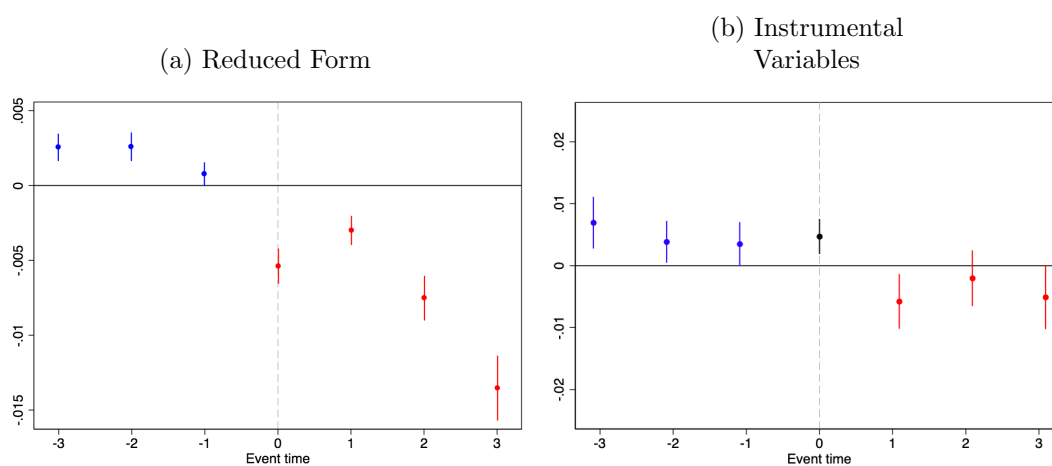 (a) Reduced Form
.005
0
-.005
-.01
-.015
-3 -2 -1 0 1 2 3
Event time
(b) Instrumental
Variables
.02
.01
0
-.01
-.02
-3 -2 -1 0 1 2 3
Event time